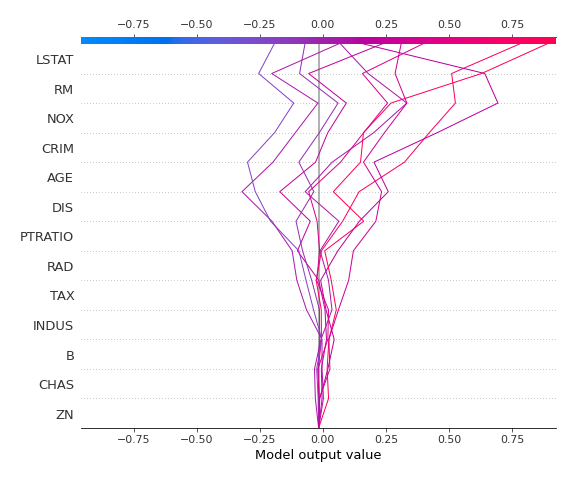 −0.75 −0.50 −0.25 0.00 0.25 0.50 0.75
LSTAT
RM
NOX
CRIM
AGE
DIS
PTRATIO
RAD
TAX
INDUS
B
CHAS
ZN
−0.75 −0.50 −0.25 0.00 0.25 0.50 0.75
Model output value